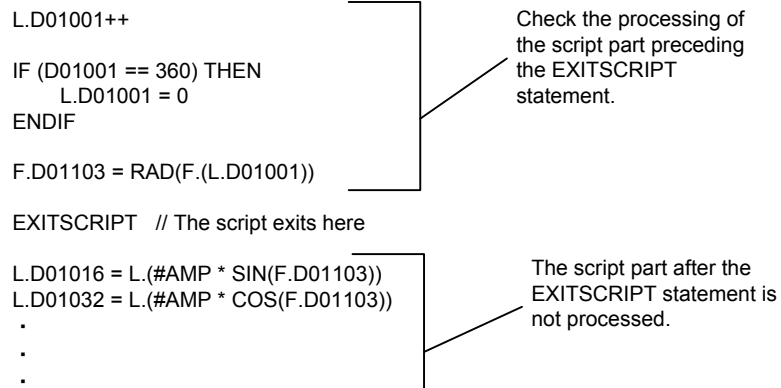 L.D01001++
IF (D01001 == 360) THEN
L.D01001 = 0
ENDIF
F.D01103 = RAD(F.(L.D01001))
Check the processing of
the script part preceding
the EXITSCRIPT
statement.
EXITSCRIPT // The script exits here
L.D01016 = L.(#AMP * SIN(F.D01103))
L.D01032 = L.(#AMP * COS(F.D01103))
.
.
.
The script part after the
EXITSCRIPT statement is
not processed.